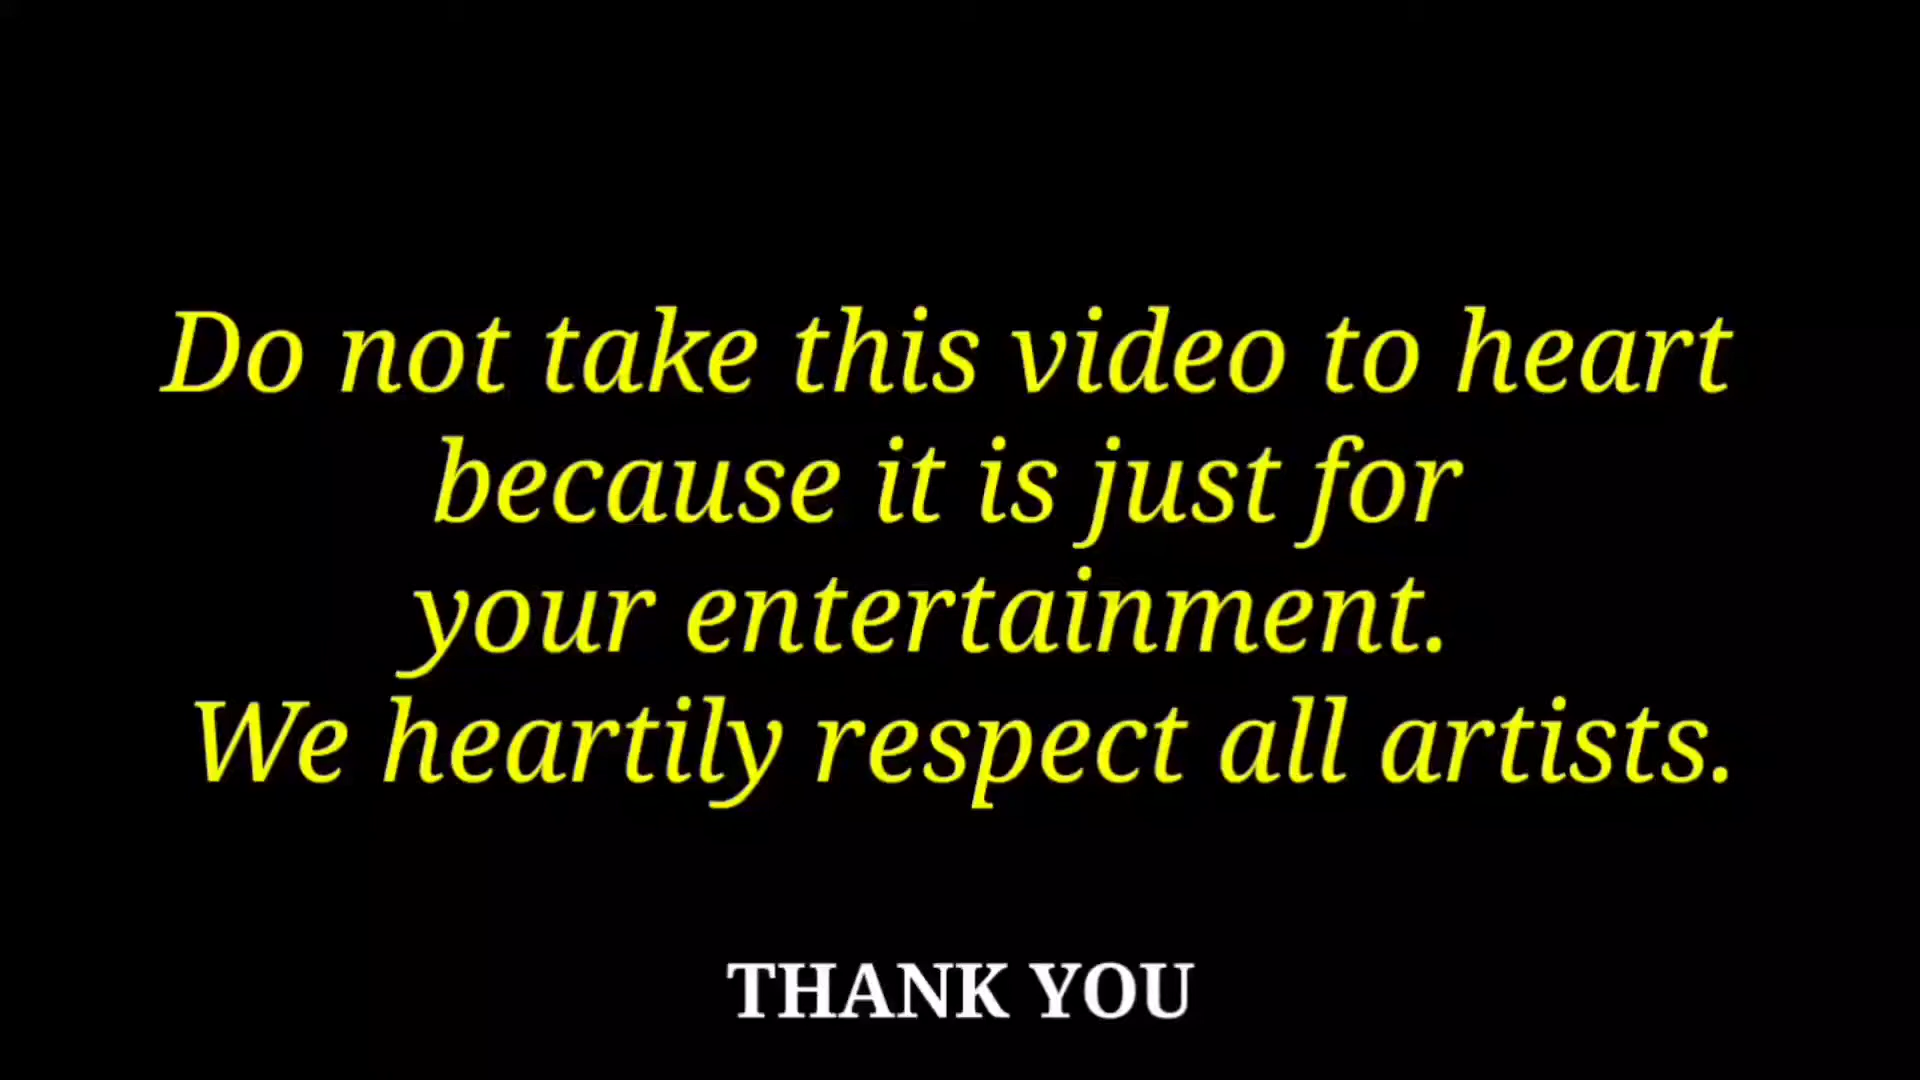 Do not take this video to heart
because it is just for
your entertainment.
We heartily respect all artists.
THANK YOU